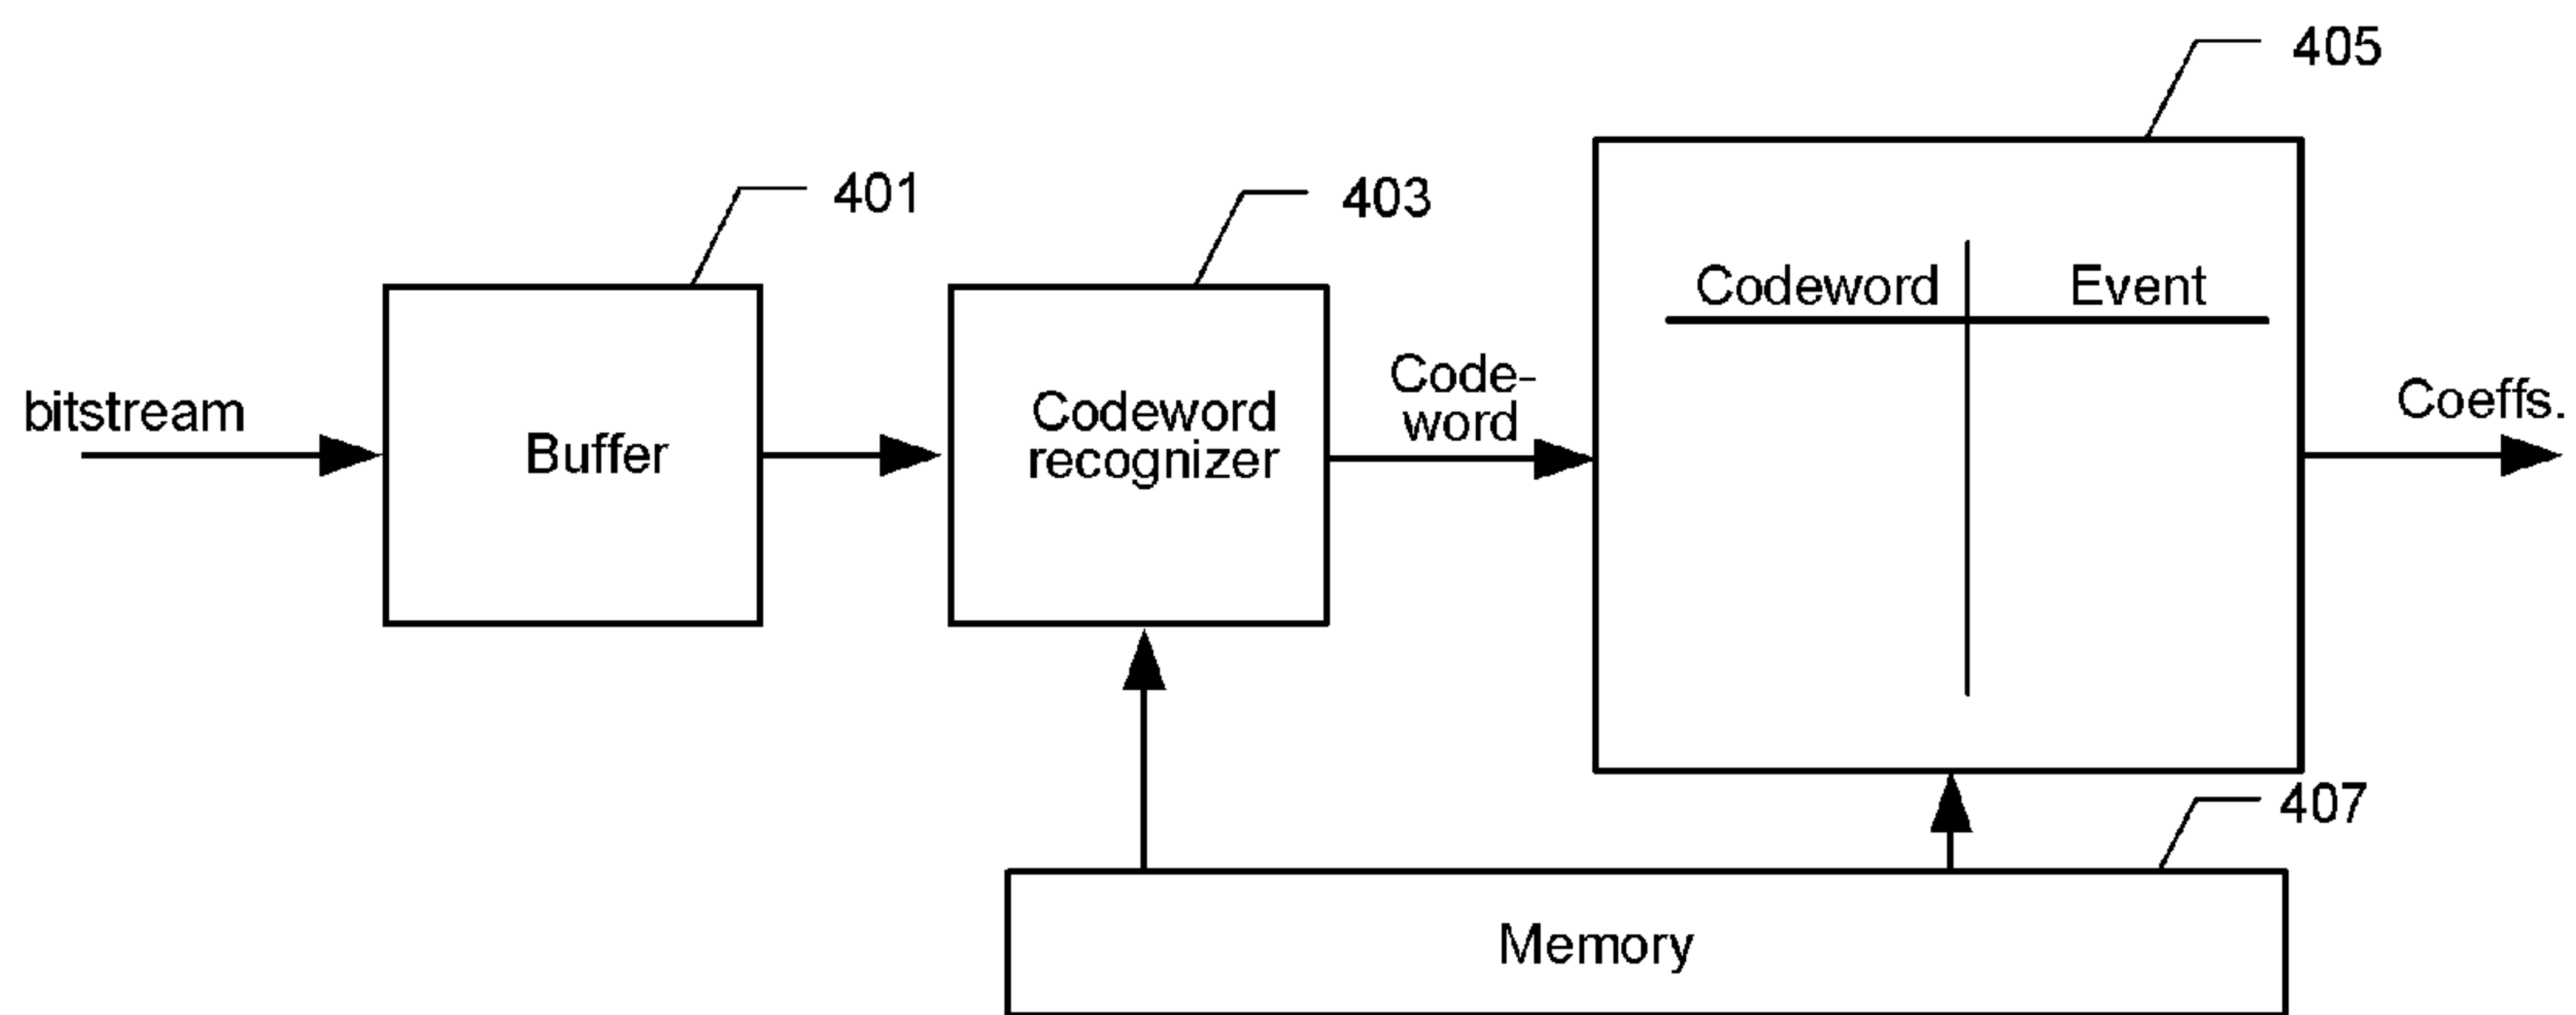 405
401
403
Codeword
Event
bitstream
Buffer
Codeword
recognizer
Code-
word
Coeffs.
407
Memory